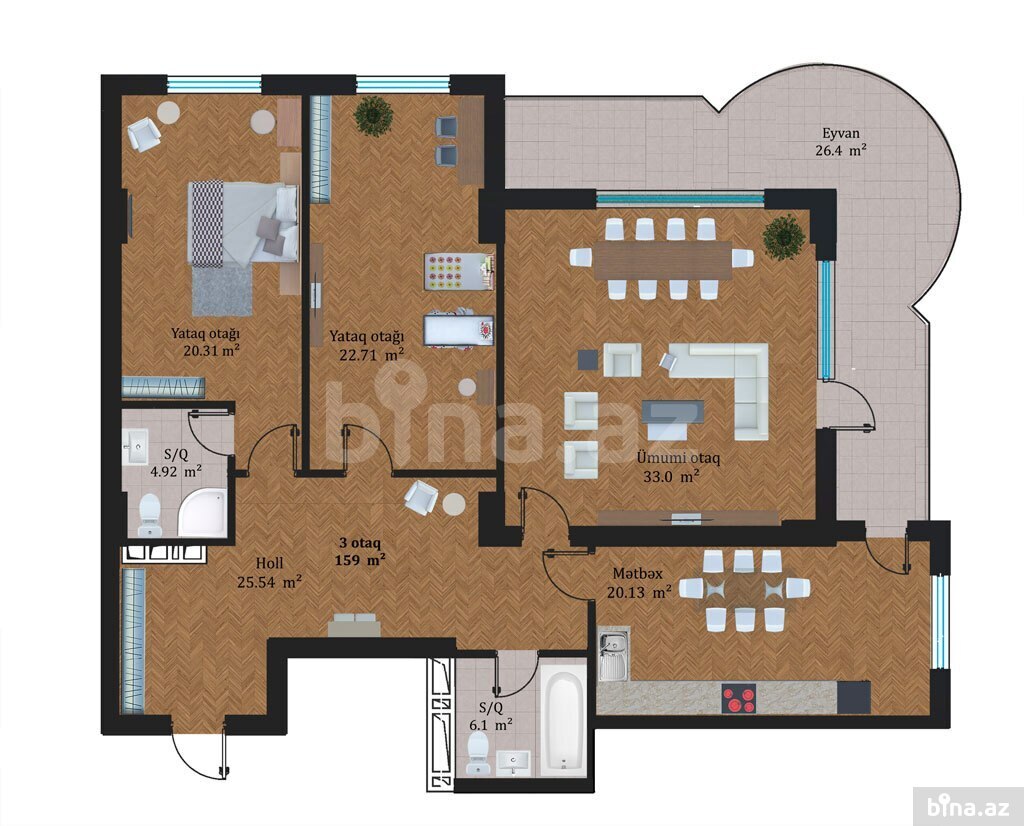 Eyvan
26.4 m²
Yataq otağı
20.31 m²
Yataq otağı
22.71 m²
bina.az
Ümumi otaq
33.0 m²
S/Q
4.92 m²
3 otaq
159 m²
Holl
25.54 m²
Mətbəx
20.13 m²
S/Q
6.1 m²
bina.az